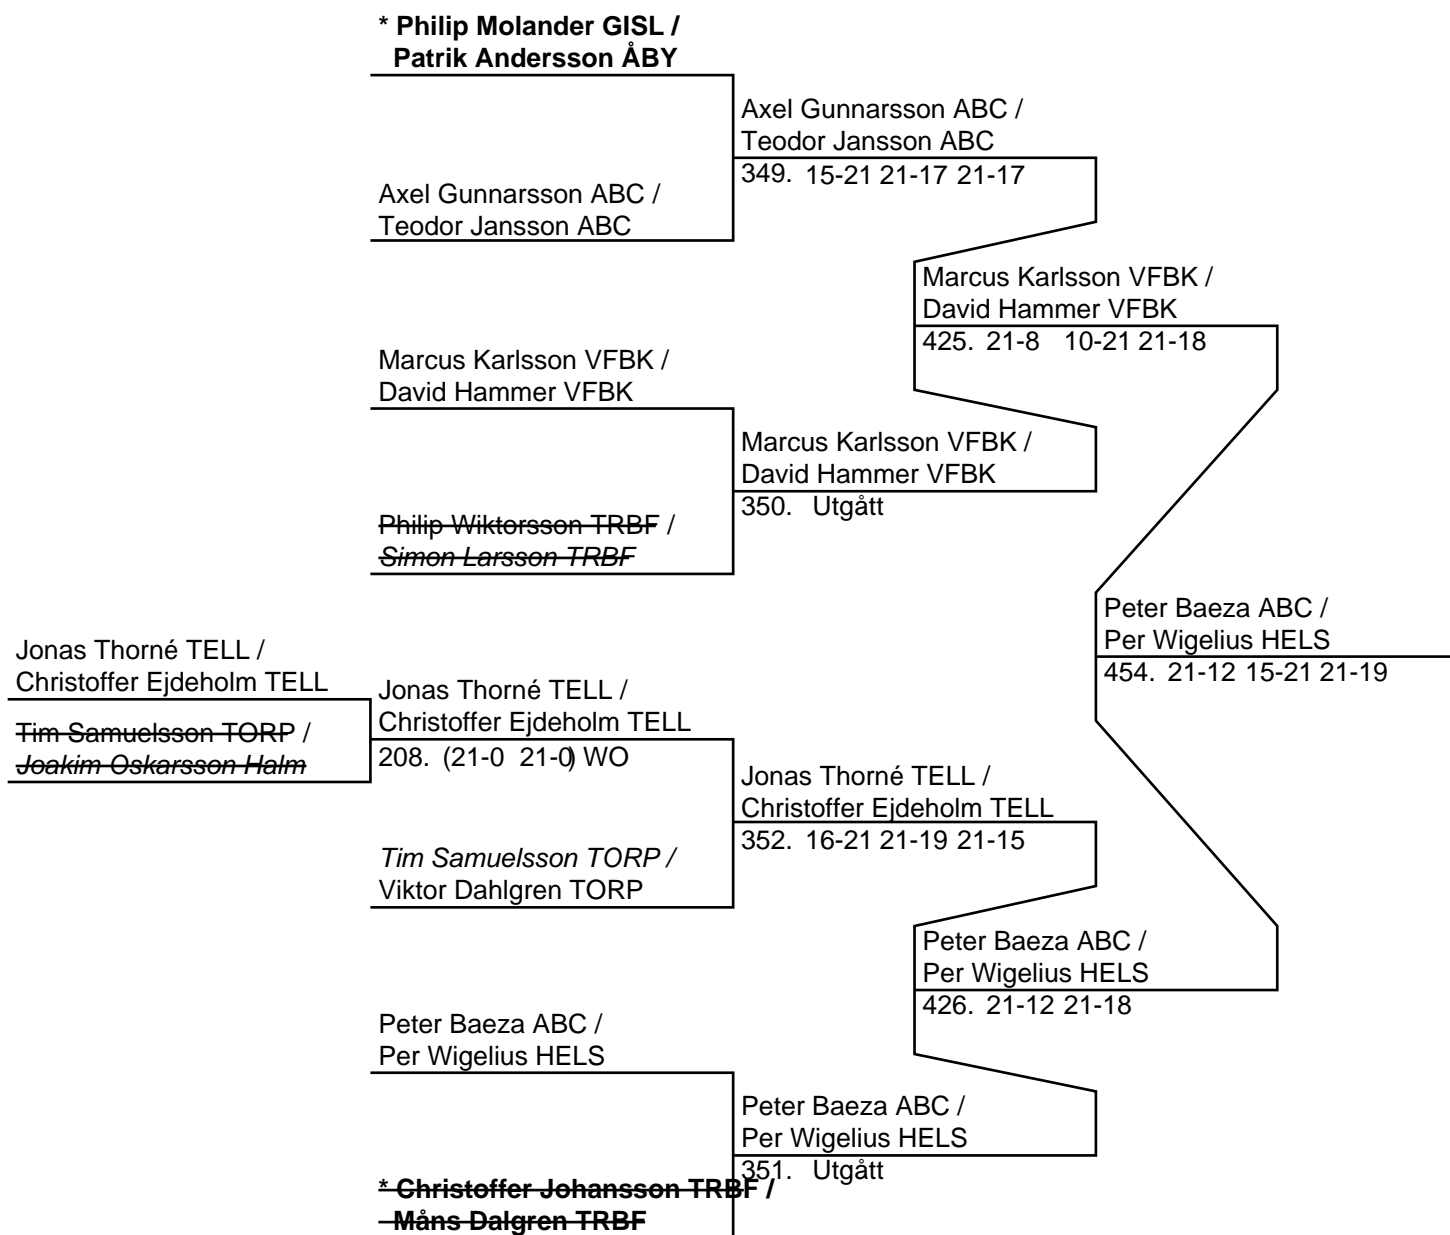 * Philip Molander GISL /
Patrik Andersson ÅBY
Axel Gunnarsson ABC /
Teodor Jansson ABC
349. 15-21 21-17 21-17
Axel Gunnarsson ABC /
Teodor Jansson ABC
Marcus Karlsson VFBK /
David Hammer VFBK
425. 21-8 10-21 21-18
Marcus Karlsson VFBK /
David Hammer VFBK
Marcus Karlsson VFBK /
David Hammer VFBK
350. Utgått
Philip Wiktorsson TRBF /
Simon Larsson TRBF
Peter Baeza ABC /
Per Wigelius HELS
454. 21-12 15-21 21-19
Jonas Thorné TELL /
Christoffer Ejdeholm TELL
Tim Samuelsson TORP /
Joakim Oskarsson Halm
Jonas Thorné TELL /
Christoffer Ejdeholm TELL
208. (21-0 21-0) WO
Jonas Thorné TELL /
Christoffer Ejdeholm TELL
352. 16-21 21-19 21-15
Tim Samuelsson TORP /
Viktor Dahlgren TORP
Peter Baeza ABC /
Per Wigelius HELS
426. 21-12 21-18
Peter Baeza ABC /
Per Wigelius HELS
Peter Baeza ABC /
Per Wigelius HELS
351. Utgått
* Christoffer Johansson TRBF /
Måns Dalgren TRBF